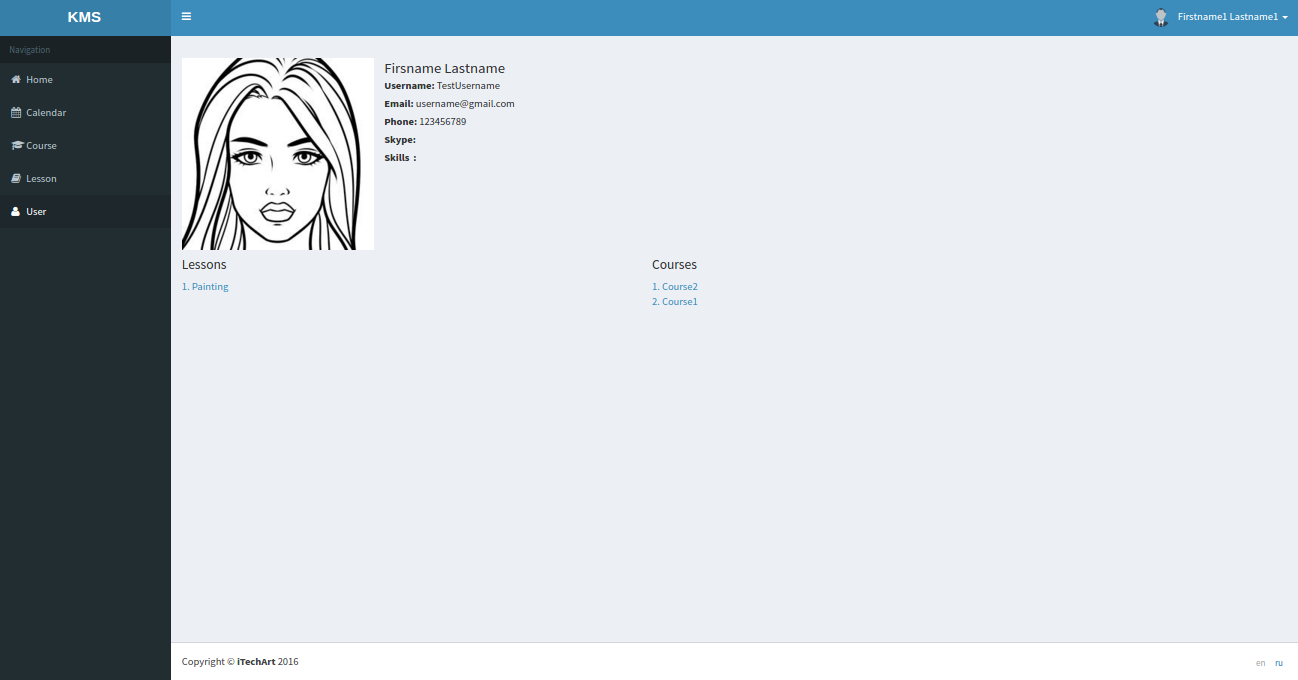 KMS
Firstname1 Lastname1
Navigation
Home
Calendar
Course
Lesson
User
Firsname Lastname
Username: TestUsername
Email: username@gmail.com
Phone: 123456789
Skype:
Skills :
Lessons
1. Painting
Courses
1. Course2
2. Course1
Copyright © iTechArt 2016
en ru